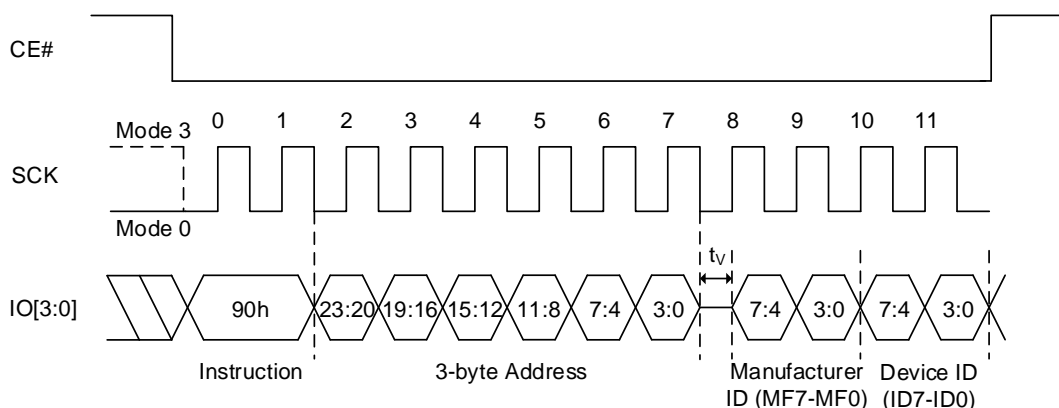 CE#
0 1 2 3 4 5 6 7 8 9 10 11
Mode 3
SCK
Mode 0
tV
IO[3:0]
90h 23:20 19:16 15:12 11:8 7:4 3:0 7:4 3:0 7:4 3:0
Instruction 3-byte Address Manufacturer Device ID
ID (MF7-MF0) (ID7-ID0)